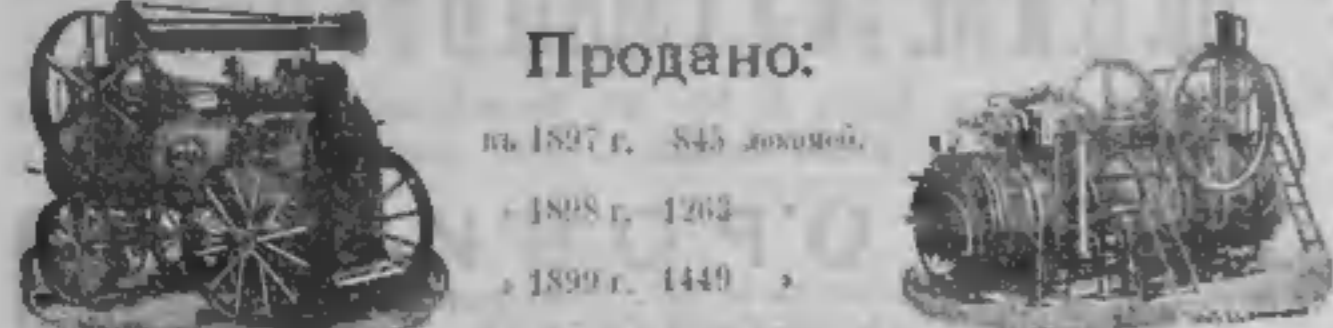 Продано:
въ 1897 г. 845 локомоб.
» 1898 г. 1263 »
» 1899 г. 1449 »